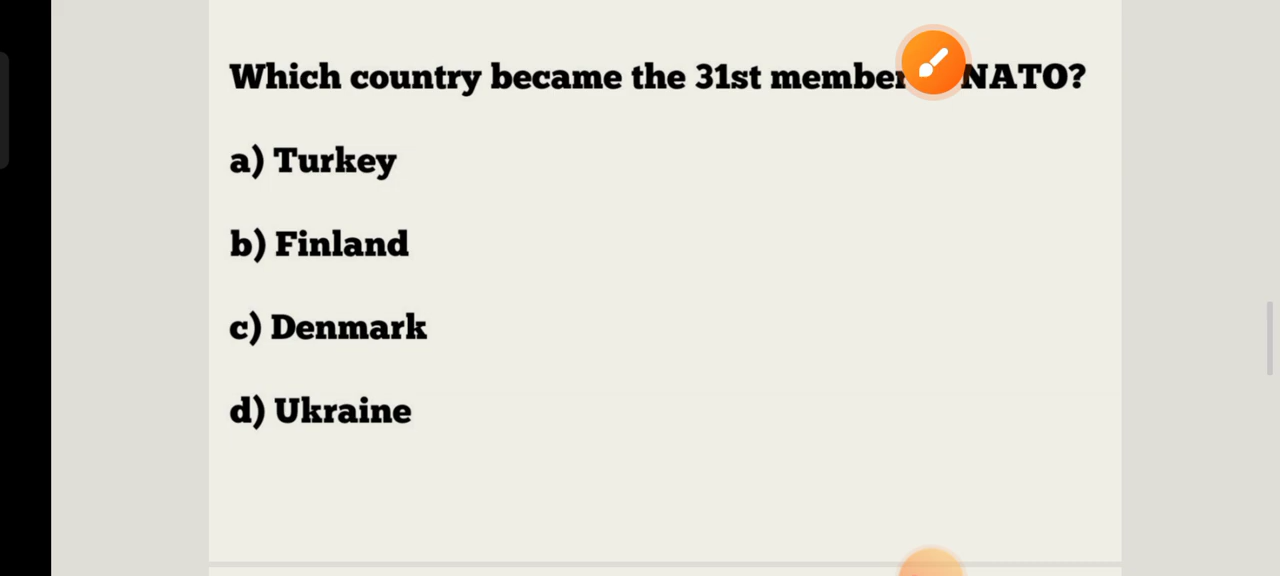 Which country became the 31st member NATO?
a) Turkey
b) Finland
c) Denmark
d) Ukraine